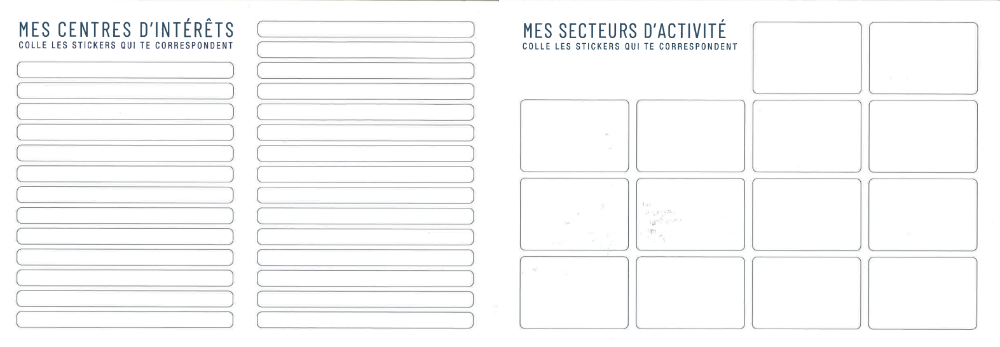 MES CENTRES D'INTÉRÊTS
COLLE LES STICKERS QUI TE CORRESPONDENT
MES SECTEURS D'ACTIVITÉ
COLLE LES STICKERS QUI TE CORRESPONDENT